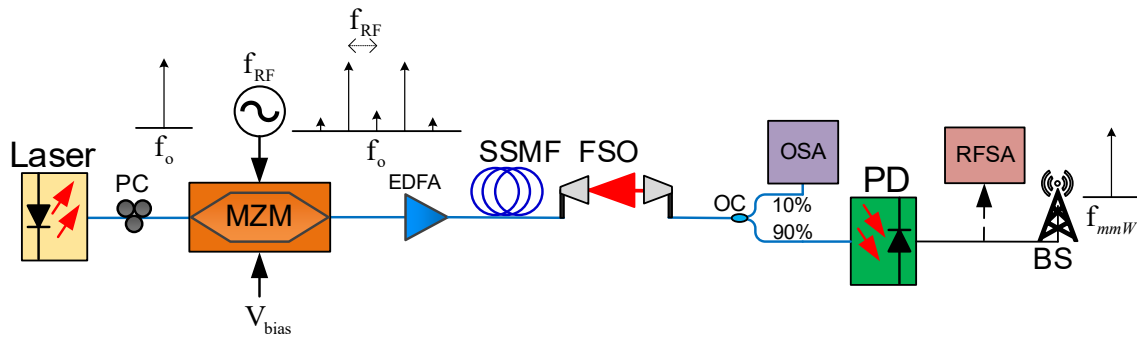 f_RF
f_RF
f_o
f_o
Laser
PC
MZM
V_bias
EDFA
SSMF
FSO
OC
10%
90%
OSA
PD
RFSA
BS
f_mmW